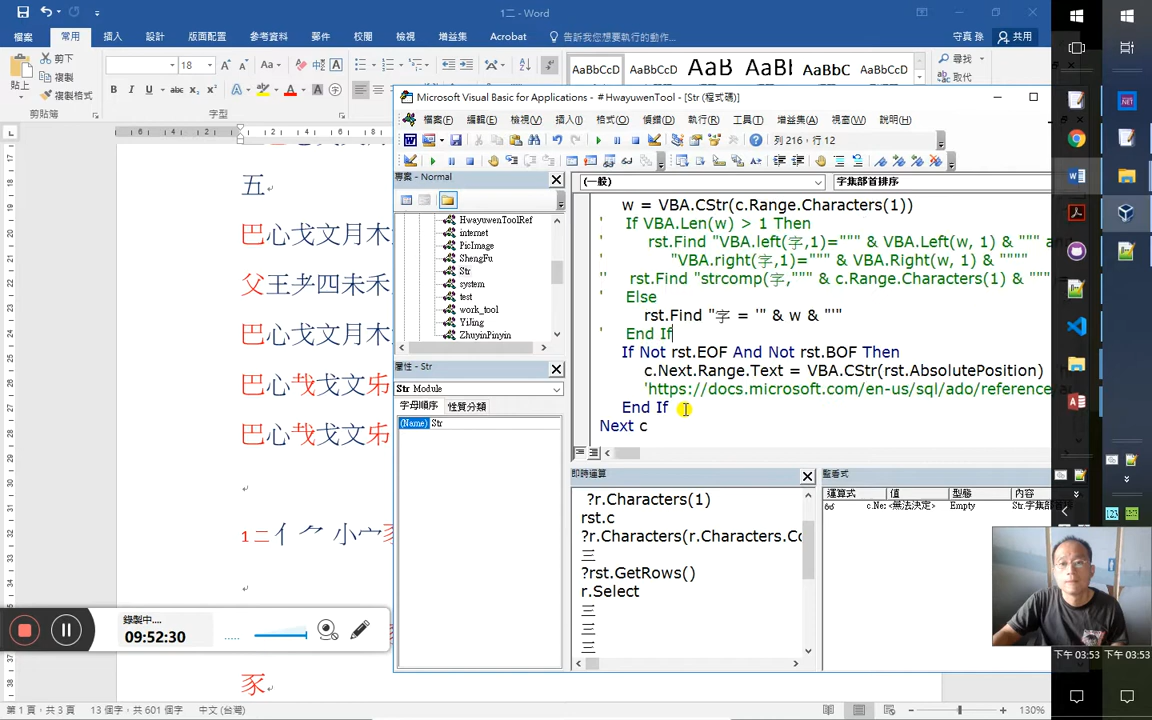 1二 - Word
守真 孫
共用
檔案
常用
插入
設計
版面配置
參考資料
郵件
校閱
檢視
增益集
Acrobat
告訴我您想要執行的動作...
貼上
剪下
複製
複製格式
剪貼簿
18
字型
AaBbCcD
AaBbCcD
AaB
AaBl
AaBbC
AaBbCcD
尋找
取代
Microsoft Visual Basic for Applications - #HwayuwenTool - [Str (程式碼)]
檔案(F)
編輯(E)
檢視(V)
插入(I)
格式(O)
偵錯(D)
執行(R)
工具(T)
增益集(A)
視窗(W)
說明(H)
列 216，行 12
專案 - Normal
HwayuwenToolRef
internet
PicImage
ShengFu
Str
system
test
work_tool
YiJing
ZhuyinPinyin
屬性 - Str
Str Module
字母順序
性質分類
(Name) Str
(一般)
字集部首排序
w = VBA.CStr(c.Range.Characters(1))
' If VBA.Len(w) > 1 Then
' rst.Find "VBA.left(字,1)=""" & VBA.Left(w, 1) & """ an
' "VBA.right(字,1)=""" & VBA.Right(w, 1) & """"
'' rst.Find "strcomp(字,""" & c.Range.Characters(1) & """
' Else
rst.Find "字 = '" & w & "'"
' End If
If Not rst.EOF And Not rst.BOF Then
c.Next.Range.Text = VBA.CStr(rst.AbsolutePosition)
'https://docs.microsoft.com/en-us/sql/ado/reference/
End If
Next c
即時運算
?r.Characters(1)
rst.c
?r.Characters(r.Characters.Co
三
?rst.GetRows()
r.Select
三
三
三
監看式
運算式
值
型態
內容
c.Ne <無法決定>
Empty
Str.字集部首排
五
巴心戈文月木
父王耂四未禾
巴心戈文月木
錄製中....
09:52:30
豕
第 1 頁，共 3 頁
13 個字，共 601 個字
中文 (台灣)
130%
下午 03:53
下午 03:53